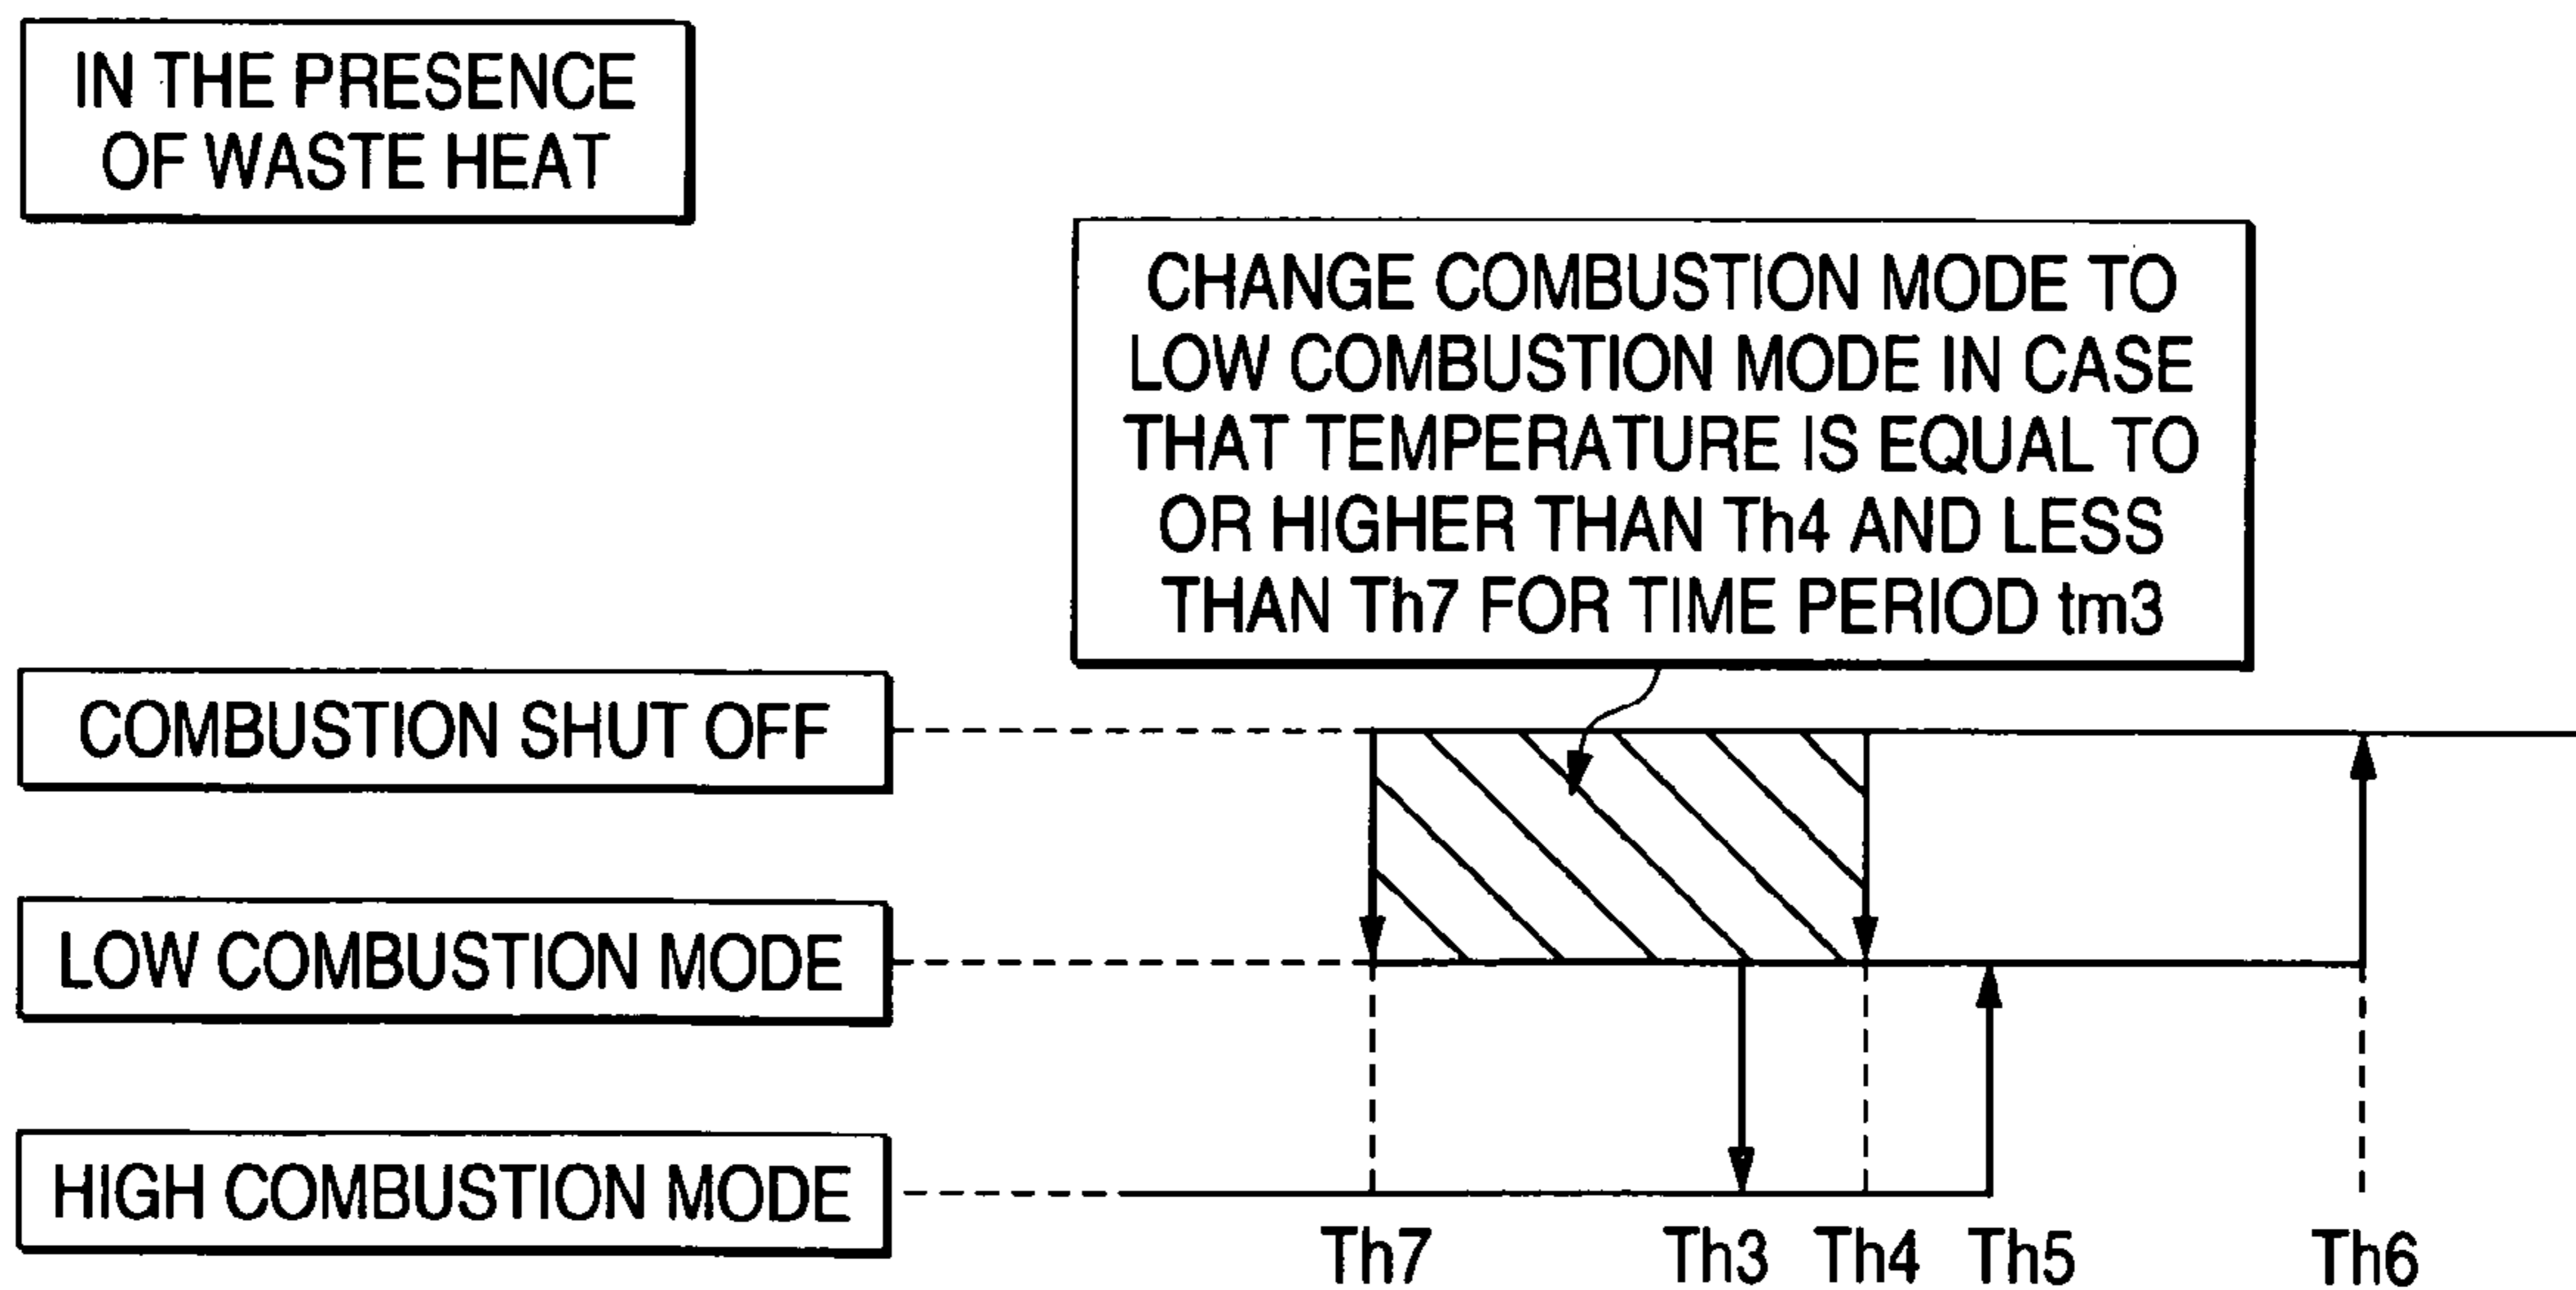 IN THE PRESENCE
OF WASTE HEAT
CHANGE COMBUSTION MODE TO
LOW COMBUSTION MODE IN CASE
THAT TEMPERATURE IS EQUAL TO
OR HIGHER THAN Th4 AND LESS
THAN Th7 FOR TIME PERIOD tm3
COMBUSTION SHUT OFF
LOW COMBUSTION MODE
HIGH COMBUSTION MODE
Th7 Th3 Th4 Th5 Th6